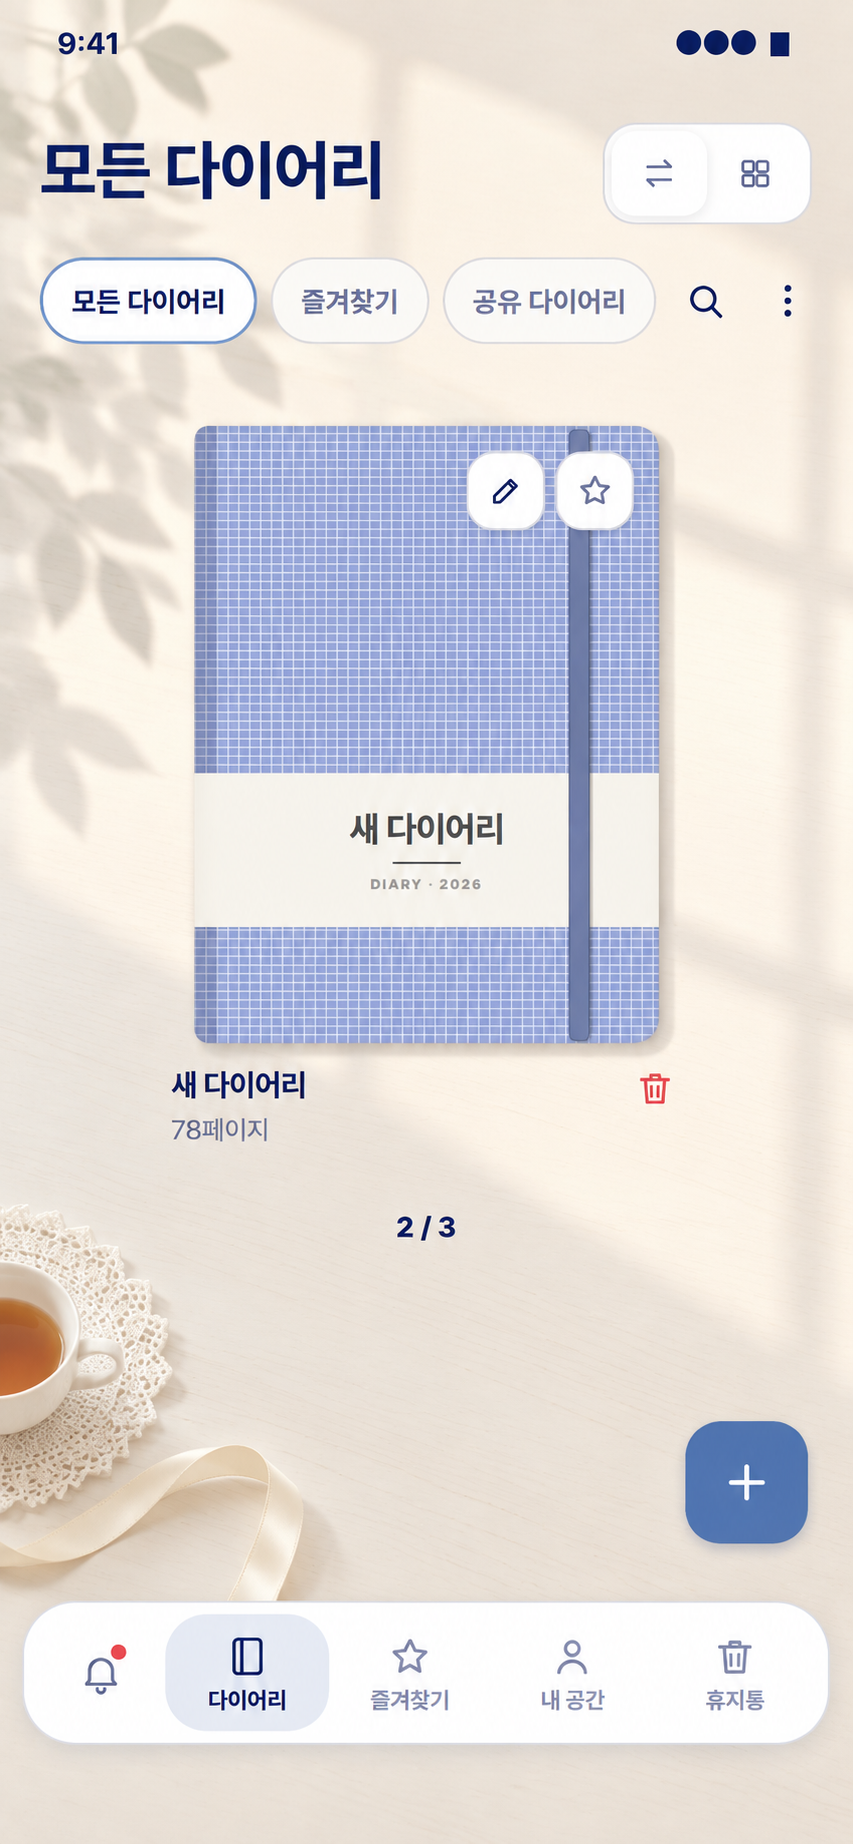 9:41
모든 다이어리
모든 다이어리
즐겨찾기
공유 다이어리
새 다이어리
DIARY · 2026
새 다이어리
78페이지
2 / 3
다이어리
즐겨찾기
내 공간
휴지통